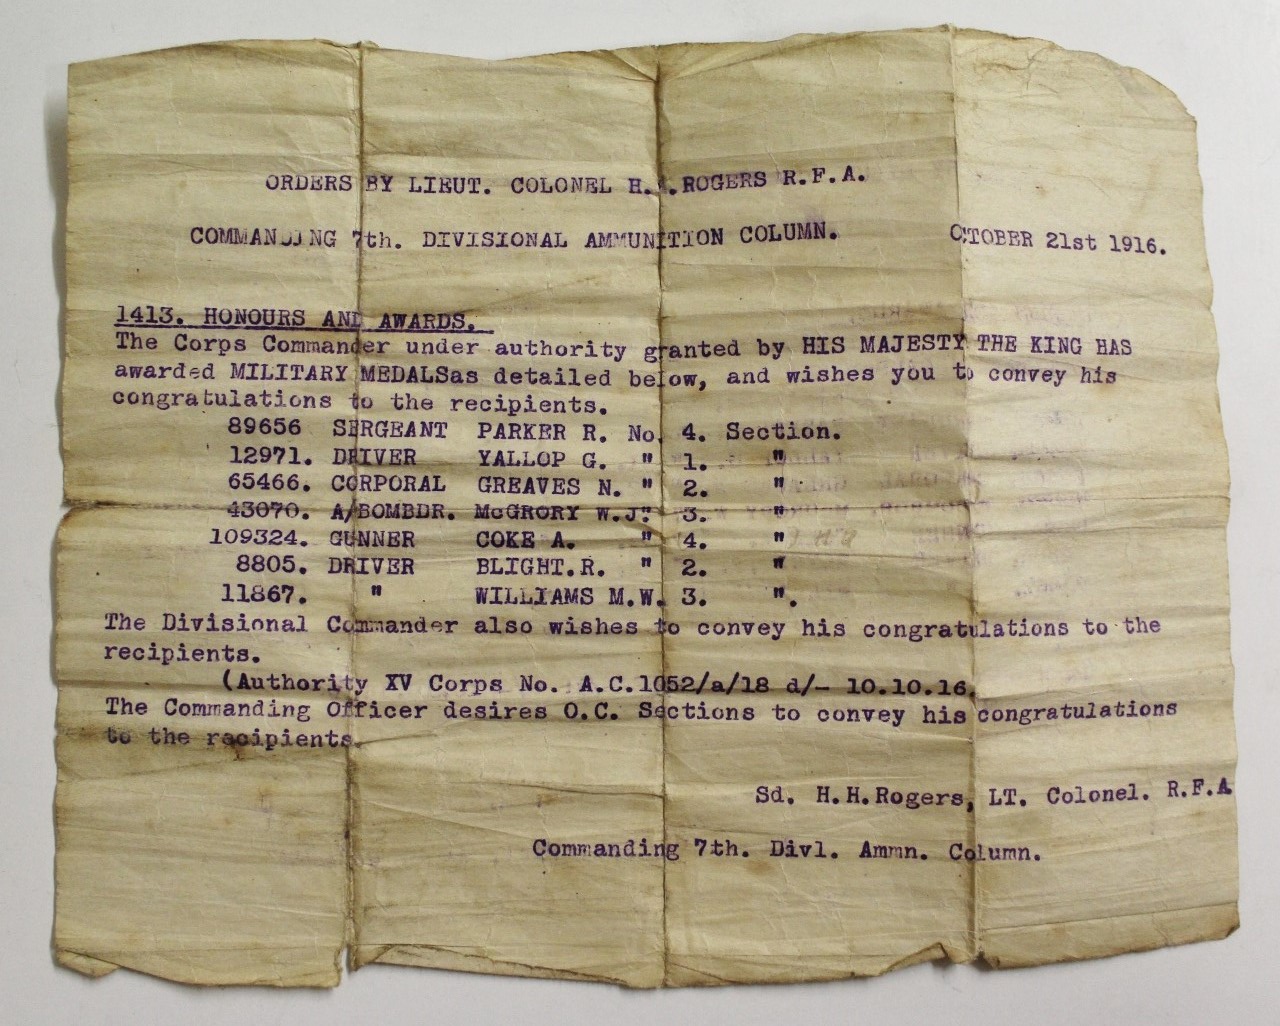 ORDERS BY LIEUT. COLONEL H. .ROGERS R.F.A.
COMMANDING 7th. DIVISIONAL AMMUNITION COLUMN. OCTOBER 21st 1916.
1413. HONOURS AND AWARDS.
The Corps Commander under authority granted by HIS MAJESTY THE KING HAS
awarded MILITARY MEDALSas detailed below, and wishes you to convey his
congratulations to the recipients.
89656 SERGEANT PARKER R. No. 4. Section.
12971. DRIVER YALLOP G. " 1. "
65466. CORPORAL GREAVES N. " 2. "
43070. A/BOMBDR. McGRORY W.J." 3. "
109324. GUNNER COKE A. " 4. "
8805. DRIVER BLIGHT.R. " 2. "
11867. " WILLIAMS M.W. 3. ".
The Divisional Commander also wishes to convey his congratulations to the
recipients.
(Authority XV Corps No. A.C.1052/a/18 d/- 10.10.16.
The Commanding Officer desires O.C. Sections to convey his congratulations
to the racipients.
Sd. H.H.Rogers, LT. Colonel. R.F.A
Commanding 7th. Divl. Ammn. Column.